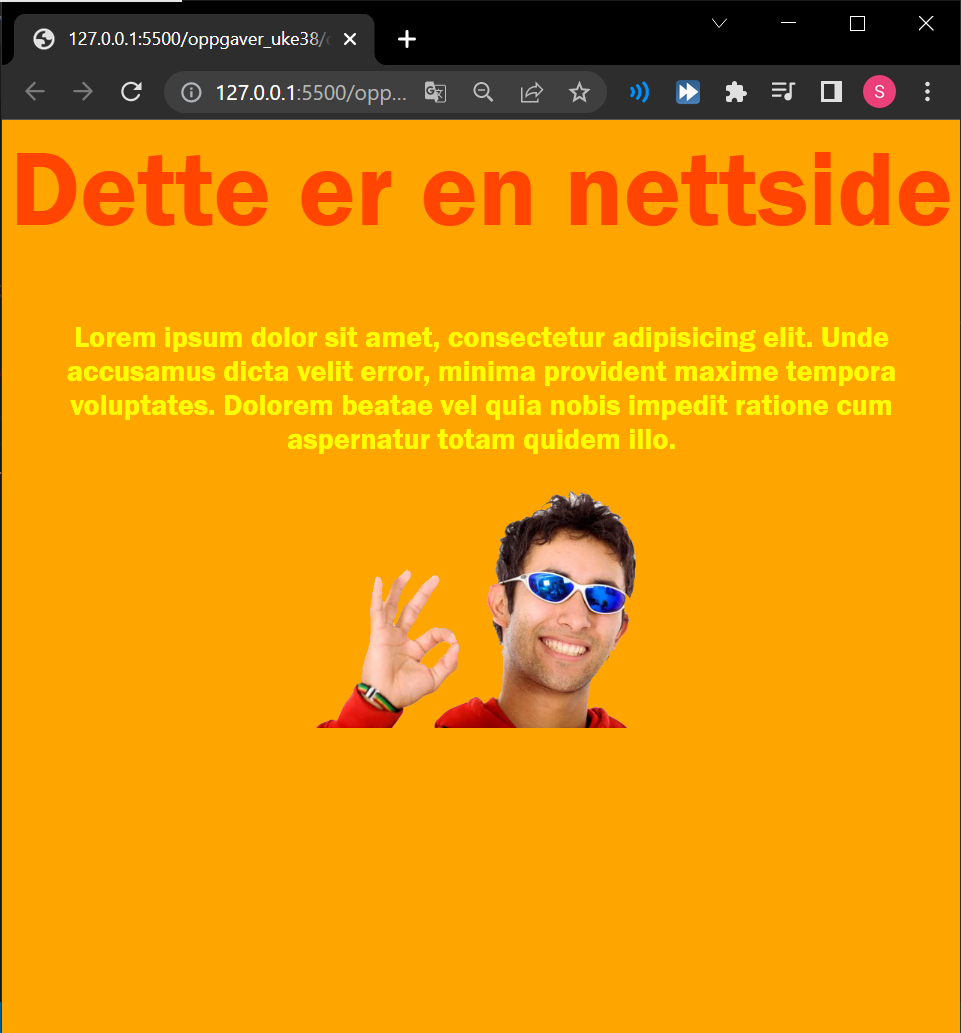 127.0.0.1:5500/oppgaver_uke38/
127.0.0.1:5500/opp...
S
Dette er en nettside
Lorem ipsum dolor sit amet, consectetur adipisicing elit. Unde
accusamus dicta velit error, minima provident maxime tempora
voluptates. Dolorem beatae vel quia nobis impedit ratione cum
aspernatur totam quidem illo.